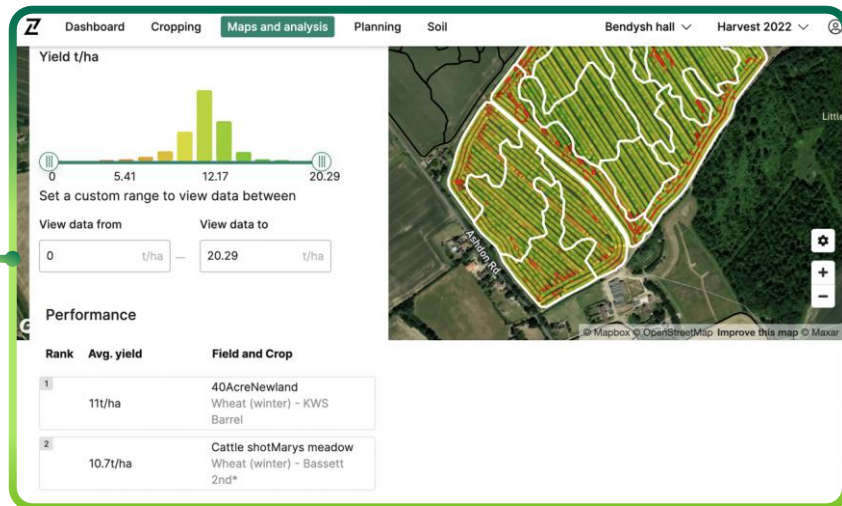 Dashboard Cropping Maps and analysis Planning Soil Bendysh hall Harvest 2022
Yield t/ha
0 5.41 12.17 20.29
Set a custom range to view data between
View data from View data to
0 t/ha — 20.29 t/ha
Performance
Rank Avg. yield Field and Crop
1
11t/ha
40AcreNewland
Wheat (winter) - KWS
Barrel
2
10.7t/ha
Cattle shotMarys meadow
Wheat (winter) - Bassett
2nd*
Little
Ashdon Rd
+
−
© Mapbox © OpenStreetMap Improve this map © Maxar